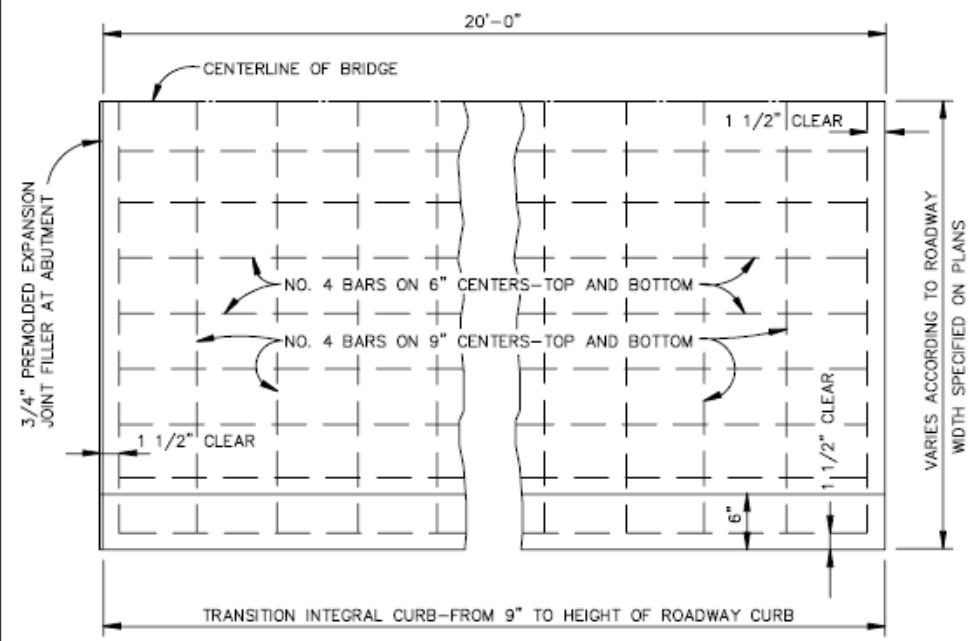 20'-0"
CENTERLINE OF BRIDGE
1 1/2" CLEAR
3/4" PREMOLDED EXPANSION
JOINT FILLER AT ABUTMENT
NO. 4 BARS ON 6" CENTERS-TOP AND BOTTOM
NO. 4 BARS ON 9" CENTERS-TOP AND BOTTOM
VARIES ACCORDING TO ROADWAY
WIDTH SPECIFIED ON PLANS
1 1/2" CLEAR
1 1/2" CLEAR
6"
TRANSITION INTEGRAL CURB-FROM 9" TO HEIGHT OF ROADWAY CURB